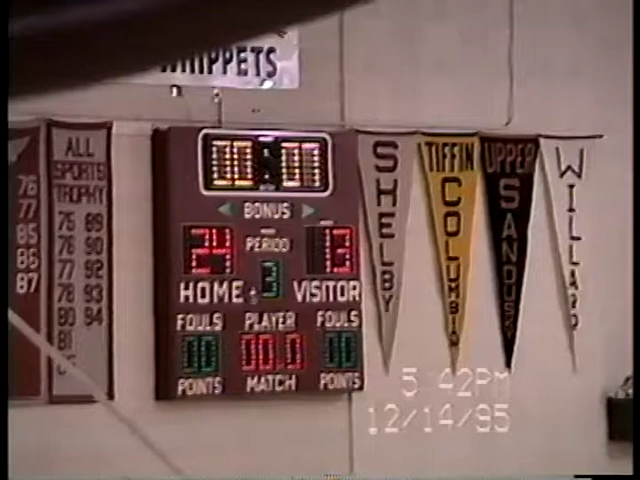 WHIPPETS
76
77
85
86
87
ALL
SPORTS
TROPHY
75 89
76 90
77 92
78 93
80 94
81
00:00
BONUS
24 PERIOD 13
3
HOME VISITOR
FOULS PLAYER FOULS
00 00.0 00
POINTS MATCH POINTS
SHELBY
TIFFIN
COLUMBIA
UPPER
SANDUSKY
WILLARD
5:42PM
12/14/95